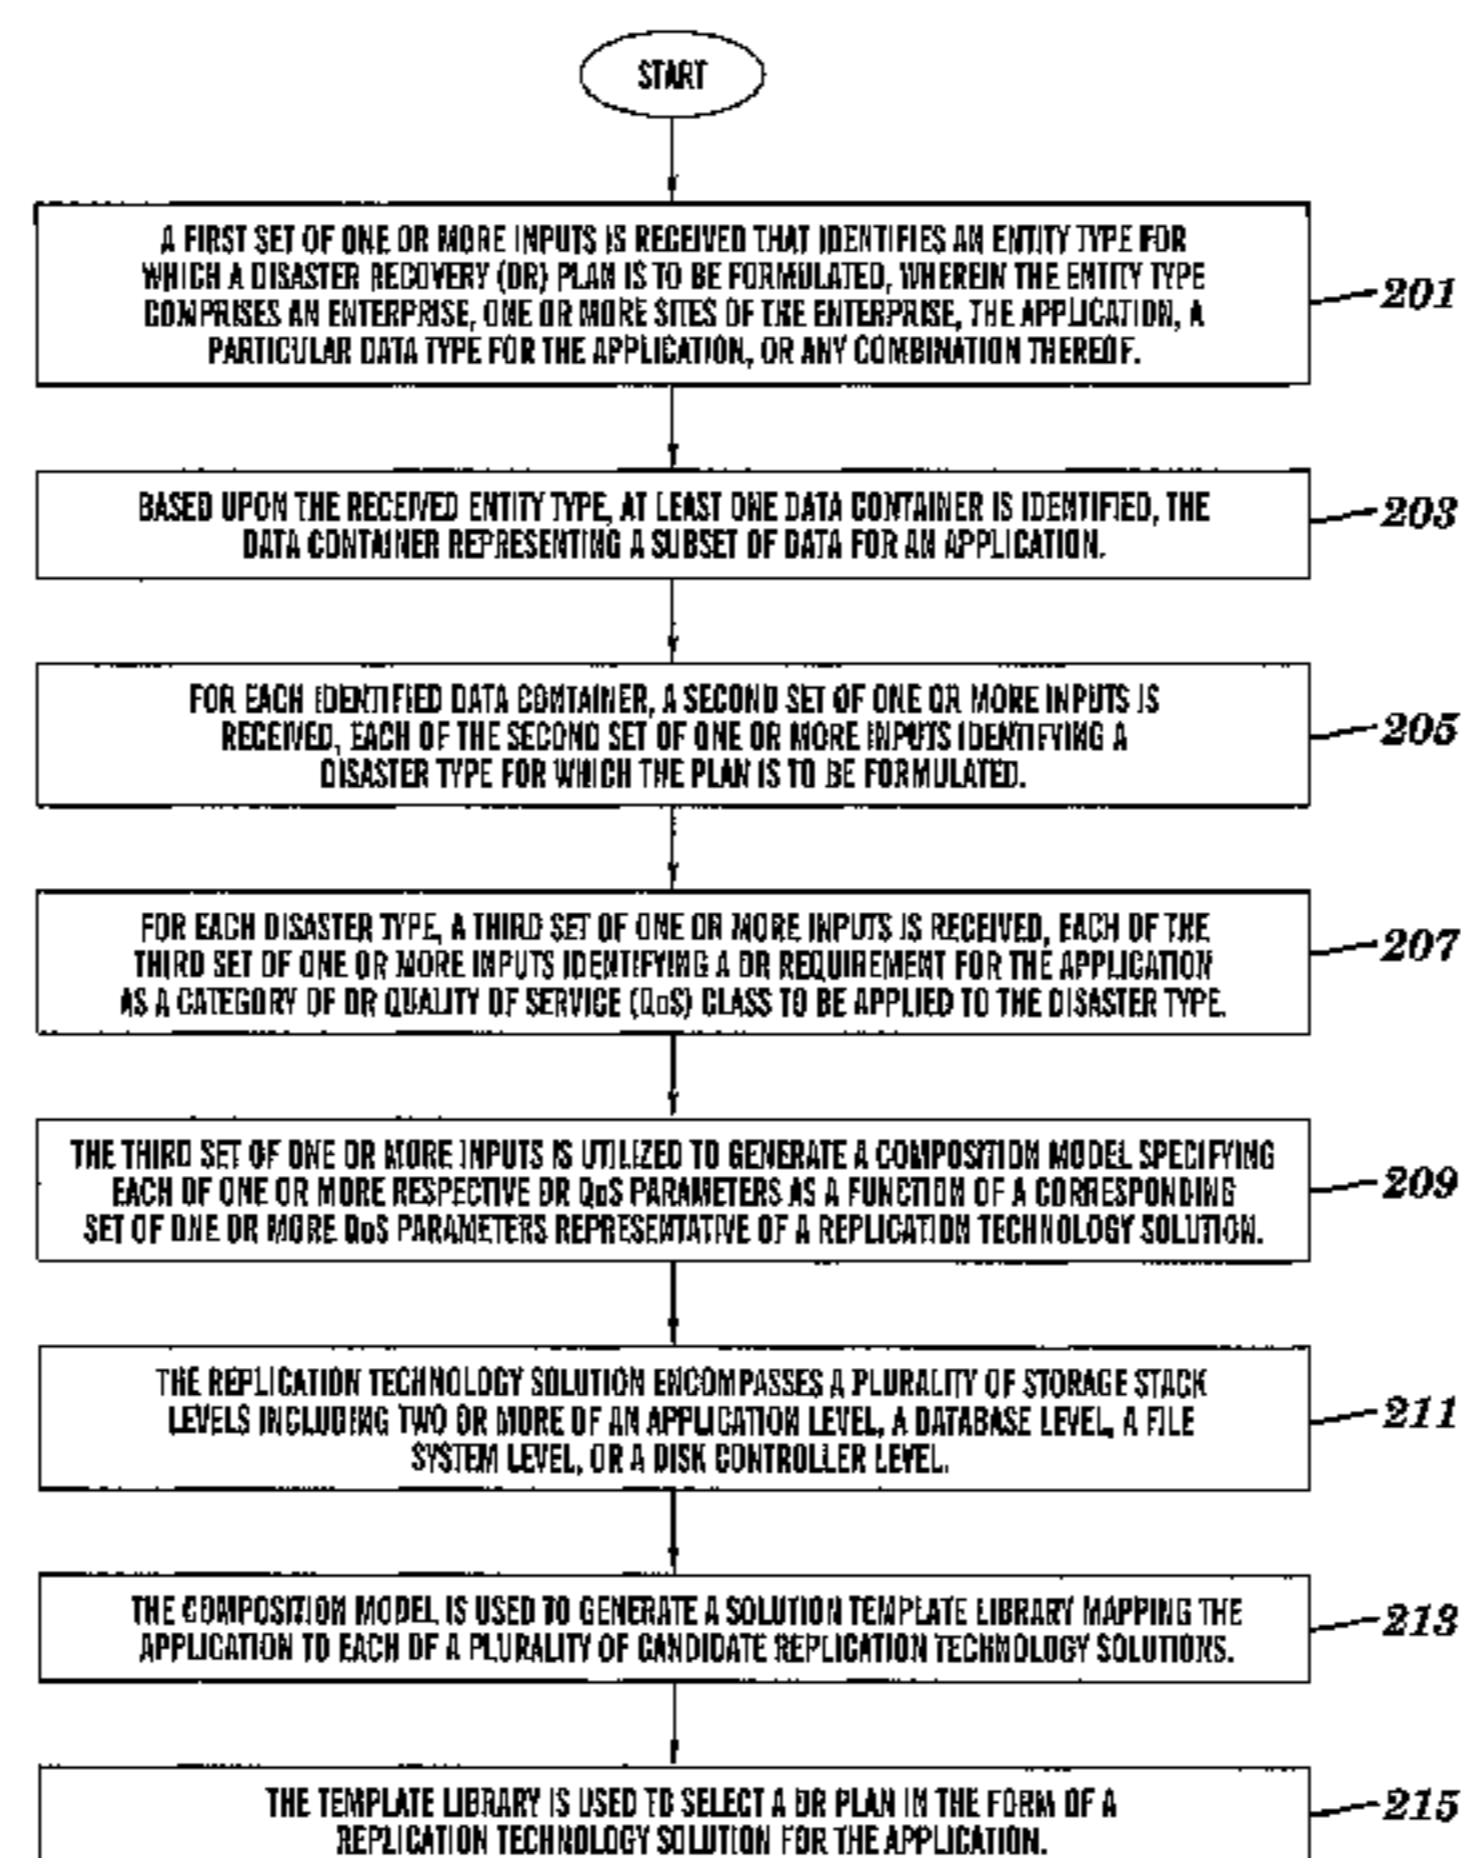 START
A FIRST SET OF ONE OR MORE INPUTS IS RECEIVED THAT IDENTIFIES AN ENTITY TYPE FOR
WHICH A DISASTER RECOVERY (DR) PLAN IS TO BE FORMULATED, WHEREIN THE ENTITY TYPE
COMPRISES AN ENTERPRISE, ONE OR MORE SITES OF THE ENTERPRISE, THE APPLICATION, A
PARTICULAR DATA TYPE FOR THE APPLICATION, OR ANY COMBINATION THEREOF.
201
BASED UPON THE RECEIVED ENTITY TYPE, AT LEAST ONE DATA CONTAINER IS IDENTIFIED, THE
DATA CONTAINER REPRESENTING A SUBSET OF DATA FOR AN APPLICATION.
203
FOR EACH IDENTIFIED DATA CONTAINER, A SECOND SET OF ONE OR MORE INPUTS IS
RECEIVED, EACH OF THE SECOND SET OF ONE OR MORE INPUTS IDENTIFYING A
DISASTER TYPE FOR WHICH THE PLAN IS TO BE FORMULATED.
205
FOR EACH DISASTER TYPE, A THIRD SET OF ONE OR MORE INPUTS IS RECEIVED, EACH OF THE
THIRD SET OF ONE OR MORE INPUTS IDENTIFYING A DR REQUIREMENT FOR THE APPLICATION
AS A CATEGORY OF DR QUALITY OF SERVICE (QoS) CLASS TO BE APPLIED TO THE DISASTER TYPE.
207
THE THIRD SET OF ONE OR MORE INPUTS IS UTILIZED TO GENERATE A COMPOSITION MODEL SPECIFYING
EACH OF ONE OR MORE RESPECTIVE DR QoS PARAMETERS AS A FUNCTION OF A CORRESPONDING
SET OF ONE OR MORE QoS PARAMETERS REPRESENTATIVE OF A REPLICATION TECHNOLOGY SOLUTION.
209
THE REPLICATION TECHNOLOGY SOLUTION ENCOMPASSES A PLURALITY OF STORAGE STACK
LEVELS INCLUDING TWO OR MORE OF AN APPLICATION LEVEL, A DATABASE LEVEL, A FILE
SYSTEM LEVEL, OR A DISK CONTROLLER LEVEL.
211
THE COMPOSITION MODEL IS USED TO GENERATE A SOLUTION TEMPLATE LIBRARY MAPPING THE
APPLICATION TO EACH OF A PLURALITY OF CANDIDATE REPLICATION TECHNOLOGY SOLUTIONS.
213
THE TEMPLATE LIBRARY IS USED TO SELECT A DR PLAN IN THE FORM OF A
REPLICATION TECHNOLOGY SOLUTION FOR THE APPLICATION.
215